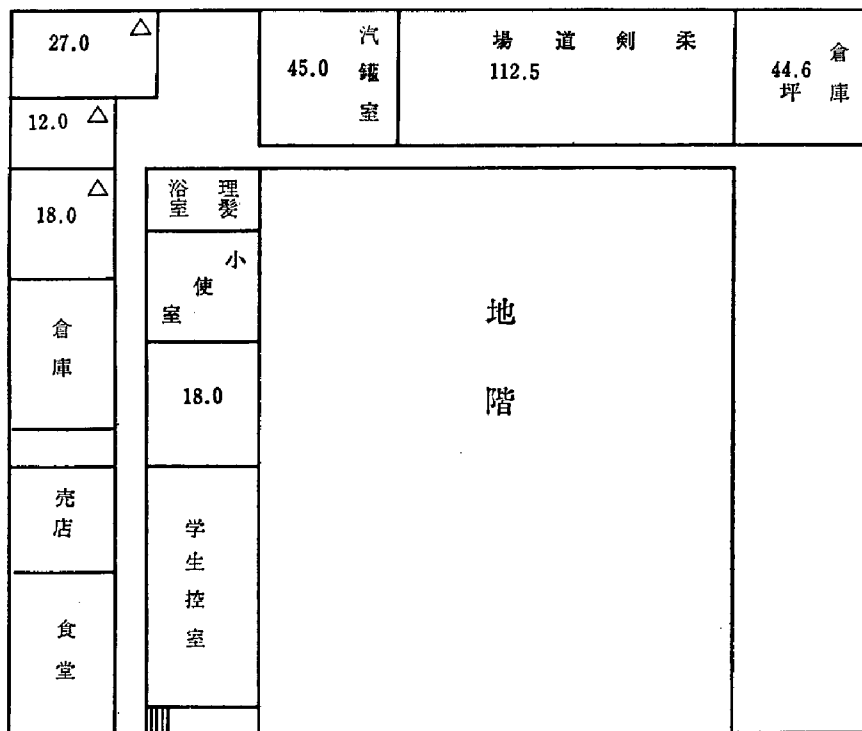 27.0 △
汽罐室
45.0
柔剣道場
112.5
倉庫
44.6坪
12.0 △
18.0 △
理髪
浴室
小使室
倉庫
18.0
地階
売店
学生控室
食堂